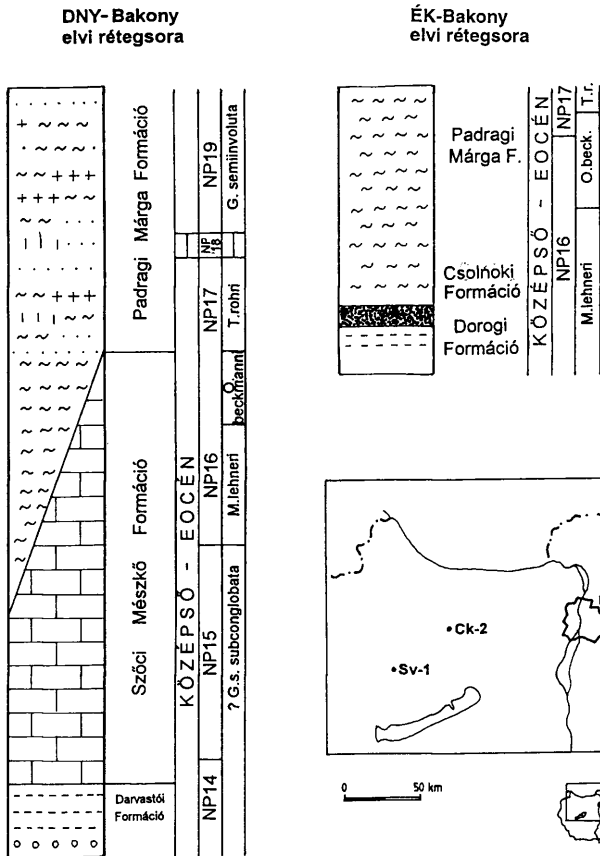 DNY-Bakony
elvi rétegsora
Padragi Márga Formáció
Szőci Mészkő Formáció
Darvastói
Formáció
KÖZÉPSŐ - EOCÉN
NP19
NP
18
NP17
NP16
NP15
NP14
G. semiinvoluta
T.rohri
O.
beckmanni
M.lehneri
? G.s. subconglobata
ÉK-Bakony
elvi rétegsora
Padragi
Márga F.
Csolnoki
Formáció
Dorogi
Formáció
KÖZÉPSŐ - EOCÉN
NP17
NP16
T.r.
O.beck.
M.lehneri
Ck-2
Sv-1
0 50 km